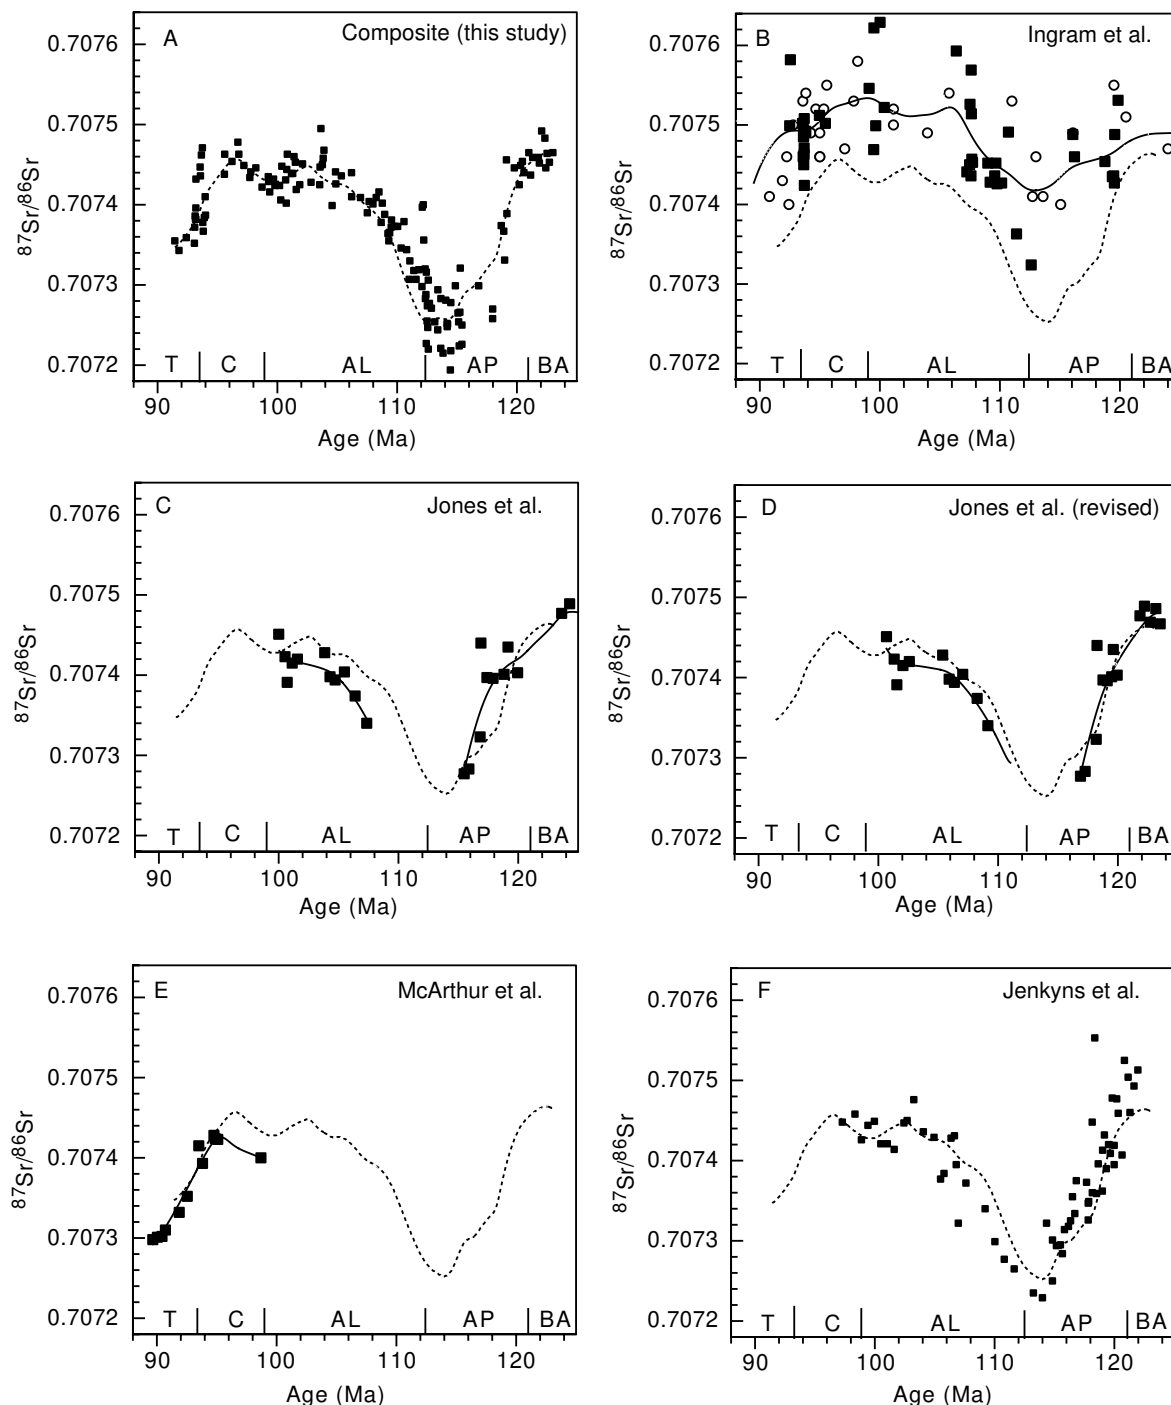 A
Composite (this study)
0.7076
0.7075
0.7074
0.7073
0.7072
87Sr/86Sr
T C AL AP BA
90 100 110 120
Age (Ma)
B
Ingram et al.
0.7076
0.7075
0.7074
0.7073
0.7072
87Sr/86Sr
T C AL AP BA
90 100 110 120
Age (Ma)
C
Jones et al.
0.7076
0.7075
0.7074
0.7073
0.7072
87Sr/86Sr
T C AL AP BA
90 100 110 120
Age (Ma)
D
Jones et al. (revised)
0.7076
0.7075
0.7074
0.7073
0.7072
87Sr/86Sr
T C AL AP BA
90 100 110 120
Age (Ma)
E
McArthur et al.
0.7076
0.7075
0.7074
0.7073
0.7072
87Sr/86Sr
T C AL AP BA
90 100 110 120
Age (Ma)
F
Jenkyns et al.
0.7076
0.7075
0.7074
0.7073
0.7072
87Sr/86Sr
T C AL AP BA
90 100 110 120
Age (Ma)